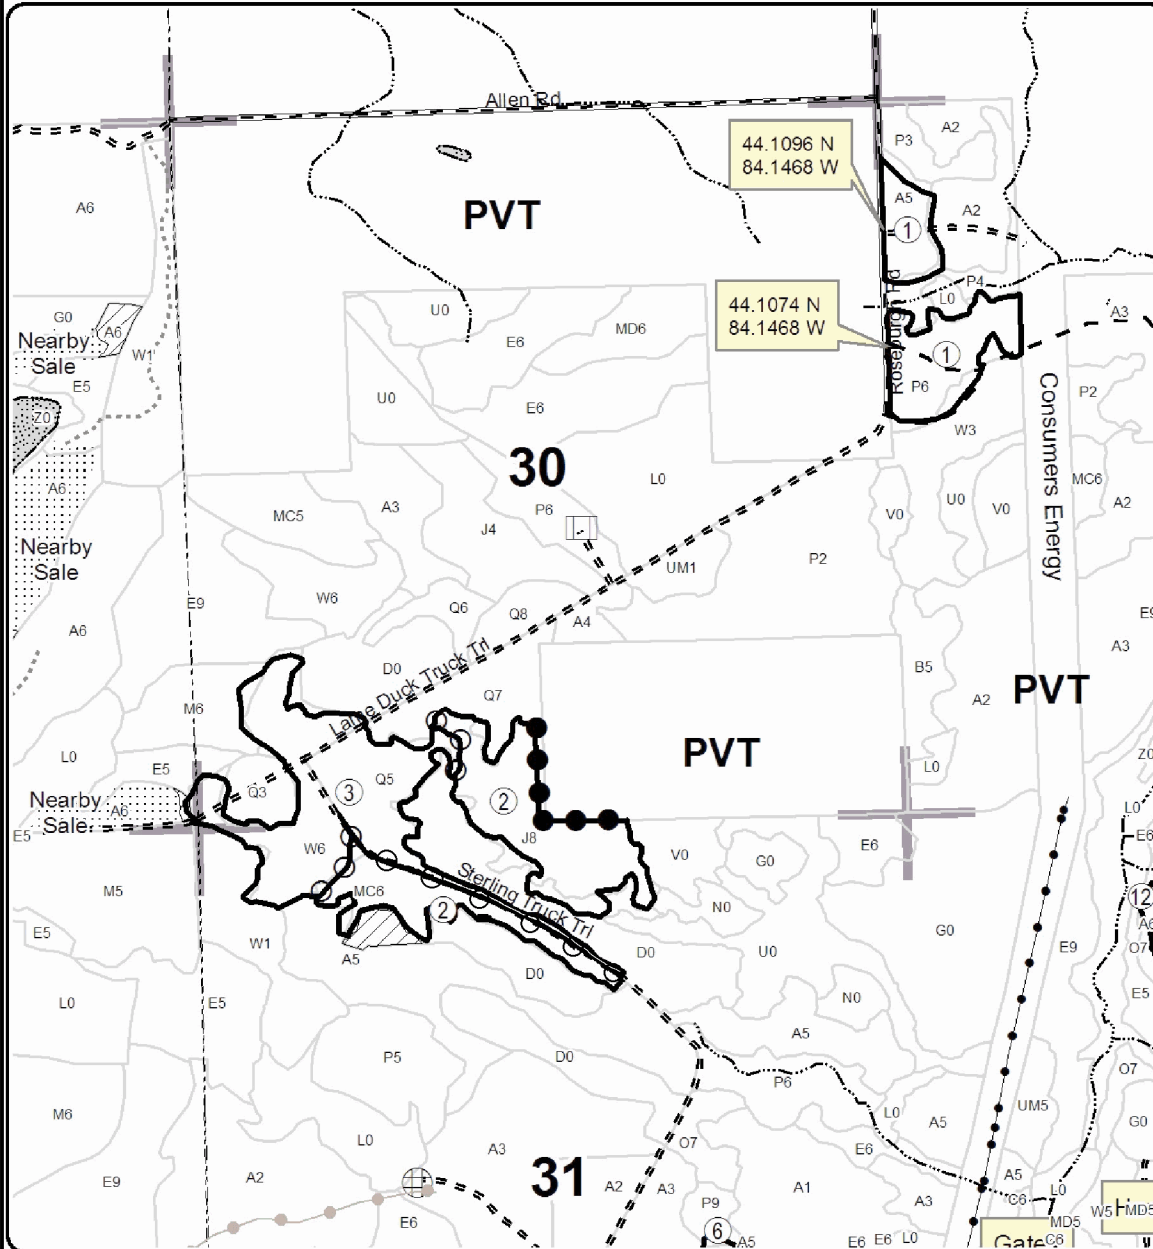 Allen Rd
P3
A2
44.1096 N
84.1468 W
A6
PVT
A5
A2
1
P4
44.1074 N
84.1468 W
L0
G0
A6
U0
MD6
A3
Nearby
Sale
W1
E6
Roseburgh Rd
1
E5
U0
E6
P6
P2
Z0
W3
Consumers Energy
30
L0
A6
MC5
A3
P6
J4
V0
U0
V0
MC6
A2
Nearby
Sale
UM1
P2
E9
W6
Q6
Q8
A4
A6
A3
D0
Lame Duck Truck Trl
Q7
B5
A2
PVT
M6
PVT
L0
E5
Q3
Q5
L0
Z0
Nearby
Sale
A6
3
2
L0
E5
W6
J8
V0
G0
E6
E6
M5
MC6
Sterling Truck Trl
N0
12
A6
E5
W1
2
A5
D0
D0
U0
G0
E9
O7
L0
E5
N0
E5
P5
D0
A5
O7
P6
M6
L0
A5
UM5
G0
L0
A3
O7
E6
E9
A2
31
A2
A3
A1
A5
P9
A3
C6
L0
E6
6
A5
E6
E6
L0
MD5
W5
MD5
Gate
C6